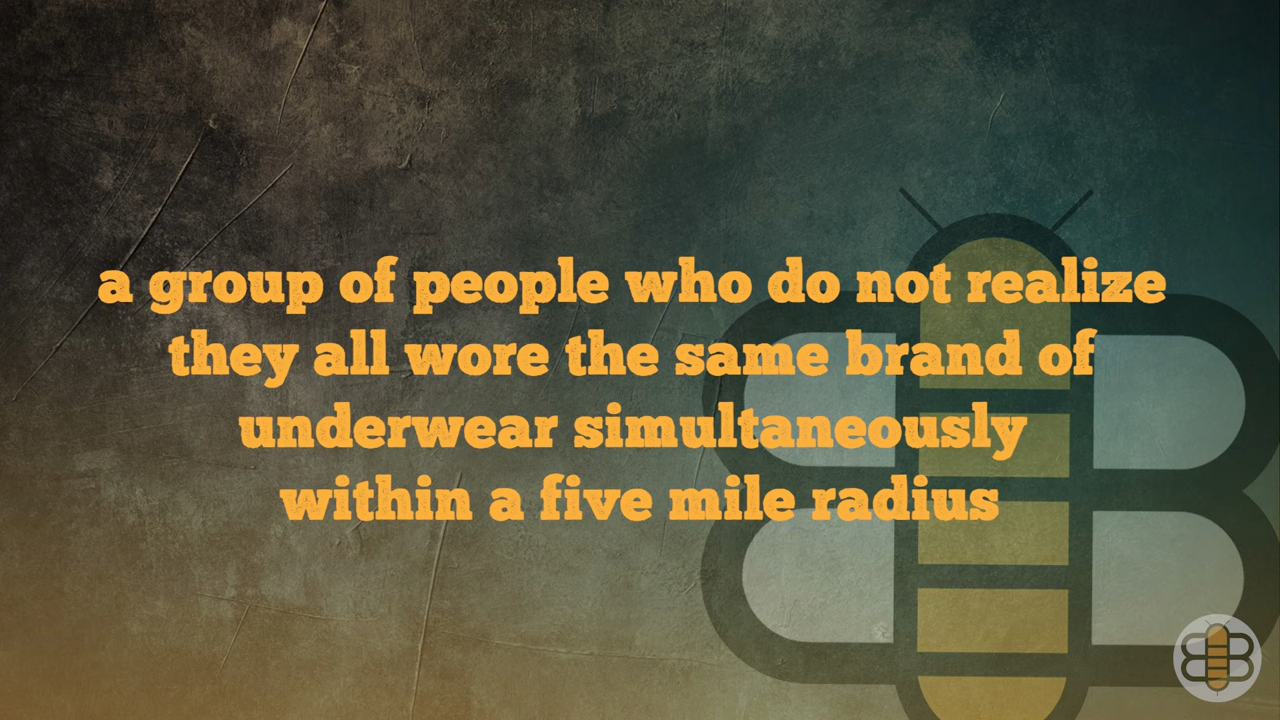 a group of people who do not realize
they all wore the same brand of
underwear simultaneously
within a five mile radius